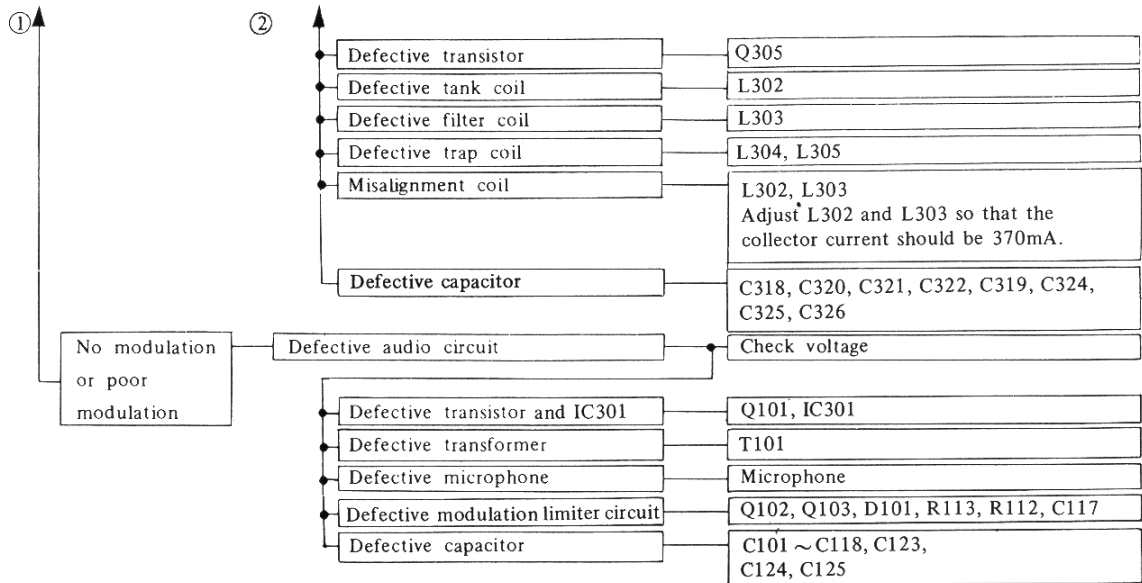 ① ②
Defective transistor Q305
Defective tank coil L302
Defective filter coil L303
Defective trap coil L304, L305
Misalignment coil L302, L303
Adjust L302 and L303 so that the
collector current should be 370mA.
Defective capacitor C318, C320, C321, C322, C319, C324,
C325, C326
No modulation
or poor
modulation
Defective audio circuit Check voltage
Defective transistor and IC301 Q101, IC301
Defective transformer T101
Defective microphone Microphone
Defective modulation limiter circuit Q102, Q103, D101, R113, R112, C117
Defective capacitor C101 ~ C118, C123,
C124, C125